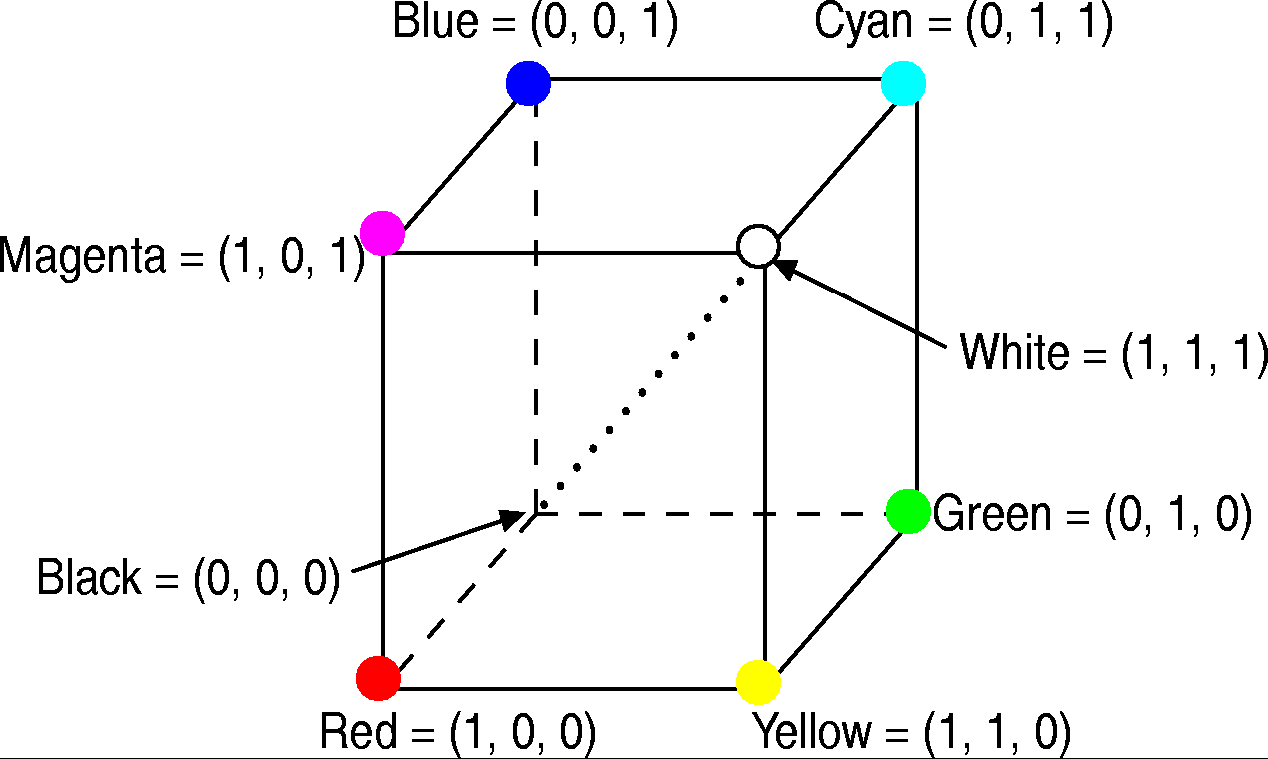 Blue = (0, 0, 1)
Cyan = (0, 1, 1)
Magenta = (1, 0, 1)
White = (1, 1, 1)
Green = (0, 1, 0)
Black = (0, 0, 0)
Red = (1, 0, 0)
Yellow = (1, 1, 0)